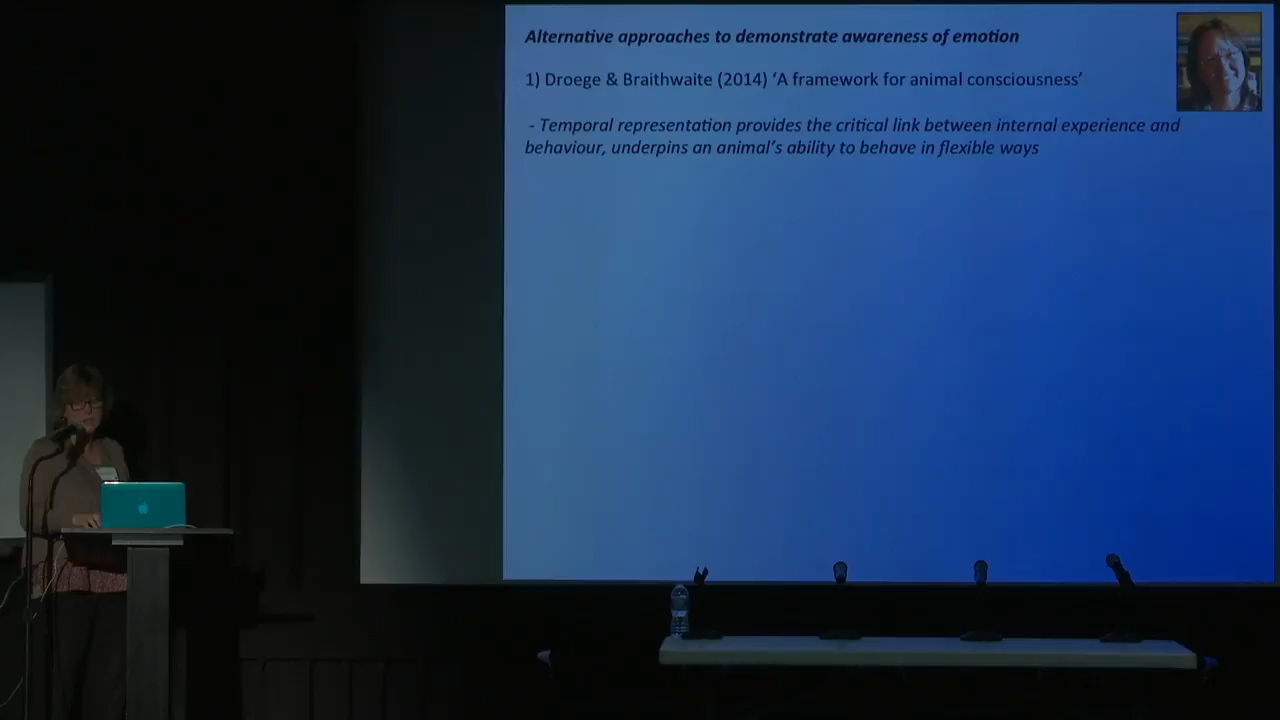 Alternative approaches to demonstrate awareness of emotion
1) Droege & Braithwaite (2014) ‘A framework for animal consciousness’
- Temporal representation provides the critical link between internal experience and
behaviour, underpins an animal’s ability to behave in flexible ways